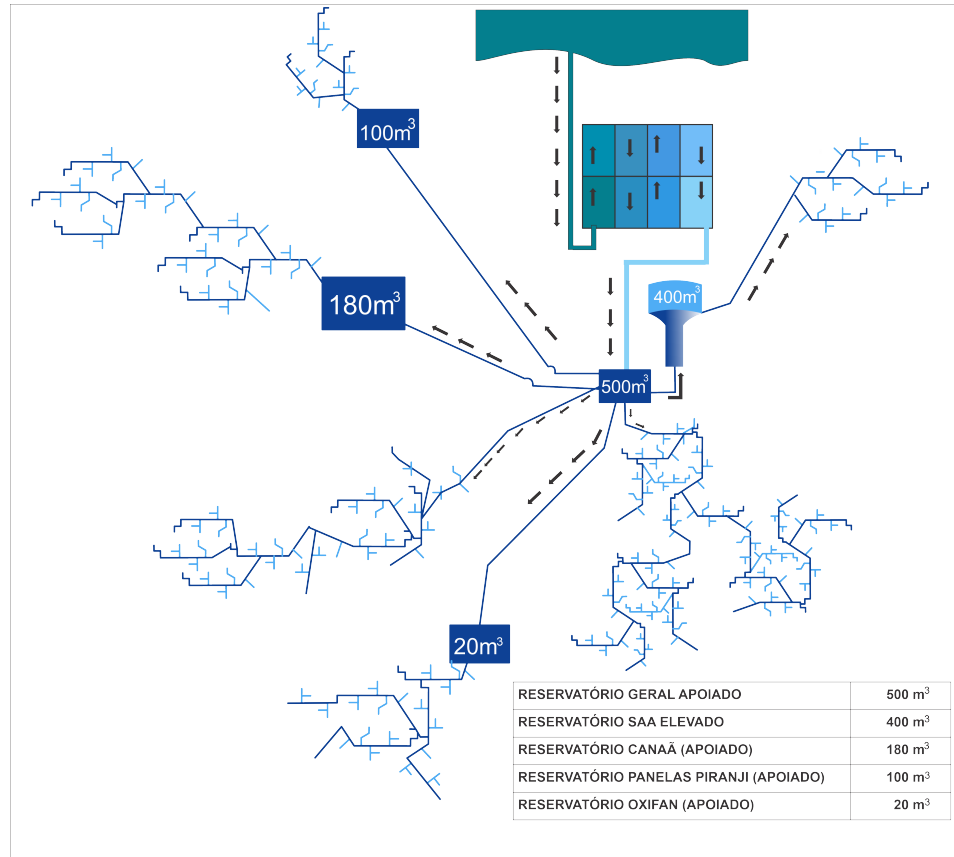 100m³
180m³
400m³
500m³
20m³
RESERVATÓRIO GERAL APOIADO 500 m³
RESERVATÓRIO SAA ELEVADO 400 m³
RESERVATÓRIO CANAÃ (APOIADO) 180 m³
RESERVATÓRIO PANELAS PIRANJI (APOIADO) 100 m³
RESERVATÓRIO OXIFAN (APOIADO) 20 m³